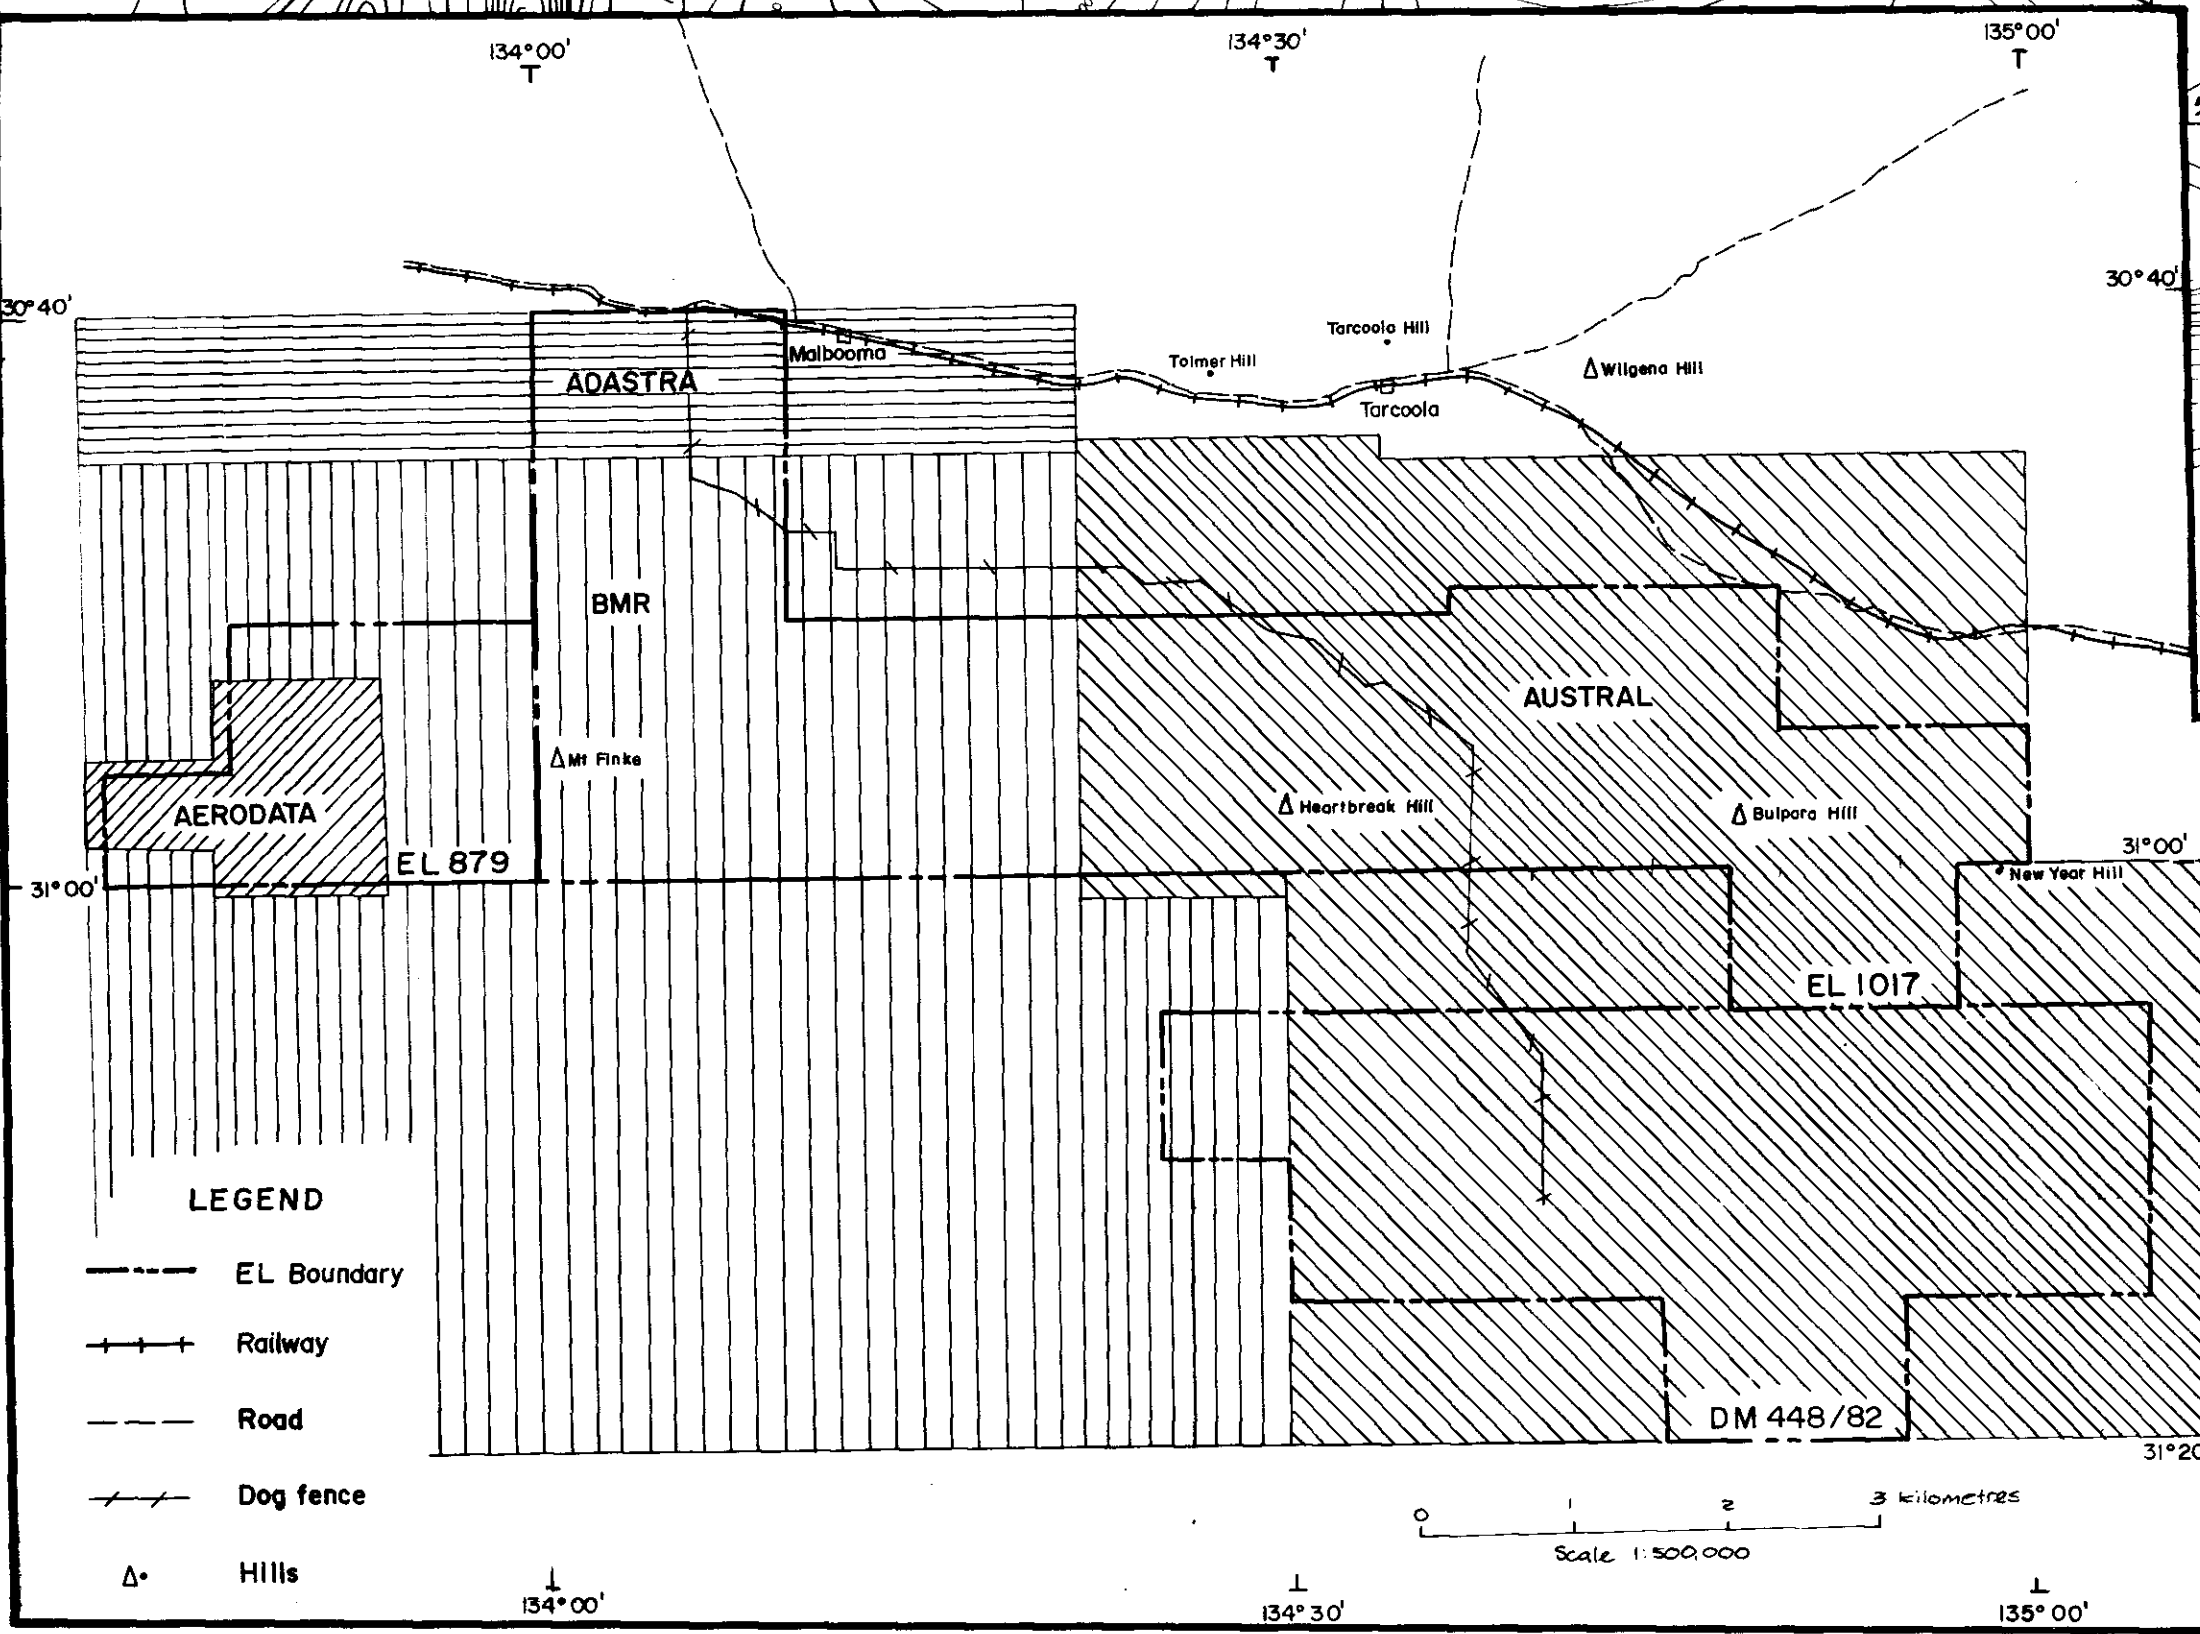 134°00'
134°30'
135°00'
30°40'
30°40'
Tarcoola Hill
Malbooma
Tolmer Hill
Wilgena Hill
ADASTRA
Tarcoola
BMR
AUSTRAL
Mt Finke
Heartbreak Hill
Bulpara Hill
AERODATA
31°00'
EL 879
New Year Hill
31°00'
EL 1017
LEGEND
EL Boundary
Railway
Road
DM 448/82
31°20
Dog fence
0 1 2 3 kilometres
Scale 1:500,000
Hills
134°00'
134°30'
135°00'